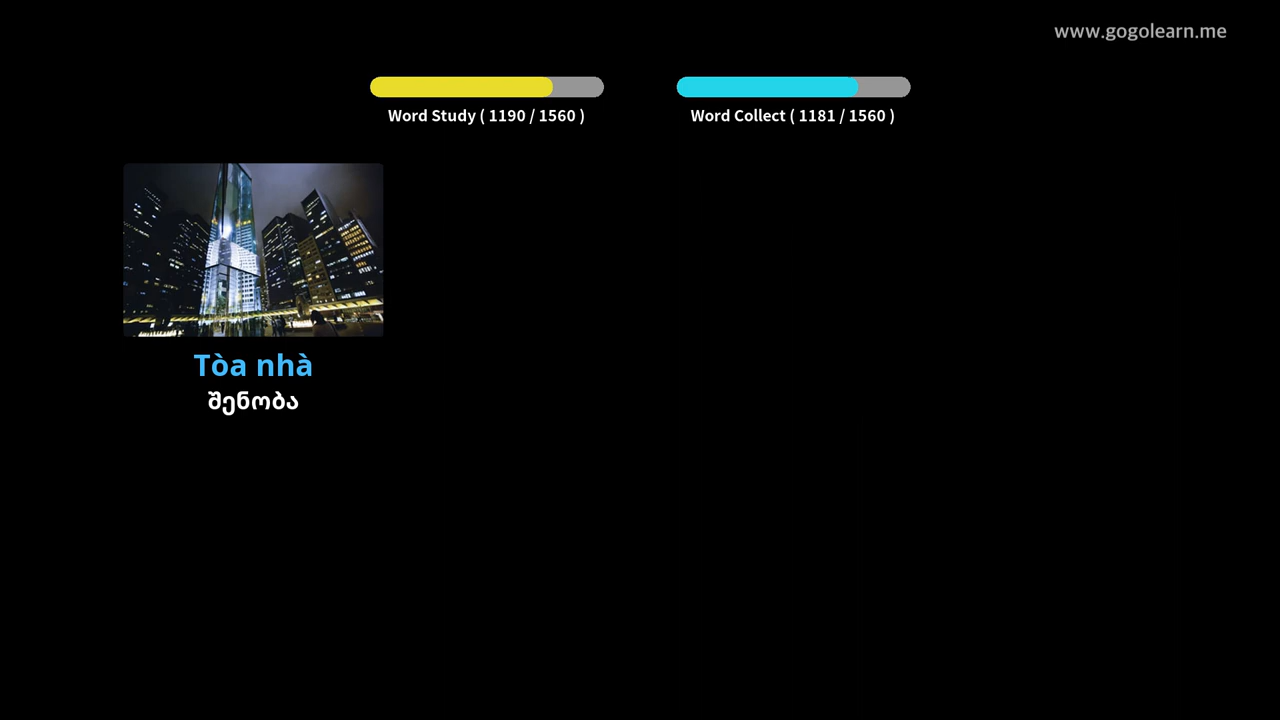 www.gogolearn.me
Word Study ( 1190 / 1560 )
Word Collect ( 1181 / 1560 )
Tòa nhà
შენობა